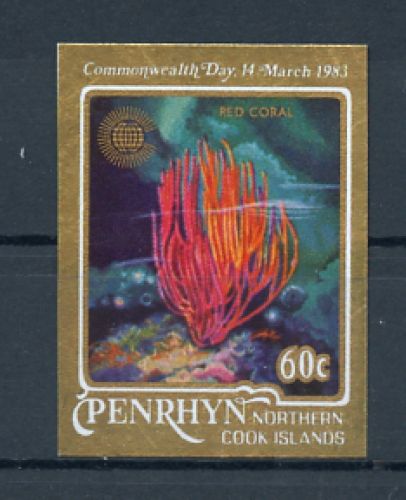 Commonwealth Day, 14 March 1983
RED CORAL
60c
PENRHYN NORTHERN
COOK ISLANDS